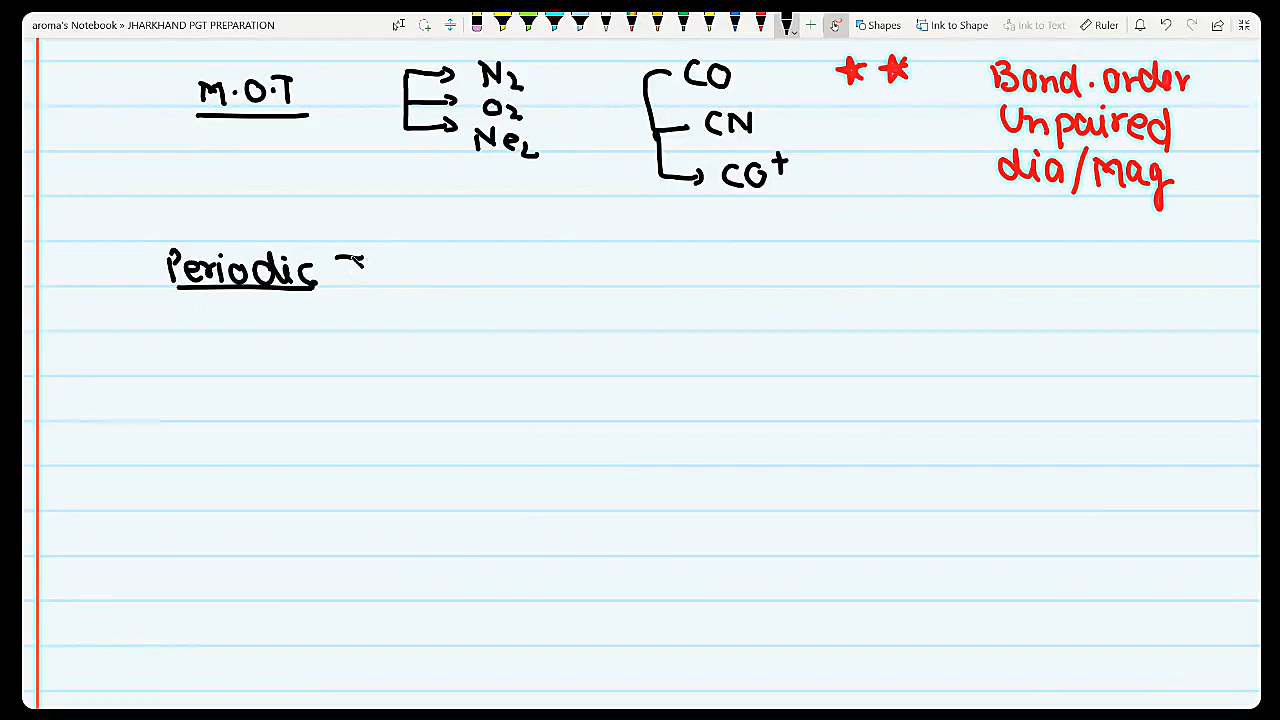 aroma's Notebook » JHARKHAND PGT PREPARATION
Shapes
Ink to Shape
Ink to Text
Ruler
M.O.T
N2
O2
Ne2
CO
CN
CO+
Bond.order
Unpaired
dia/Mag
Periodic